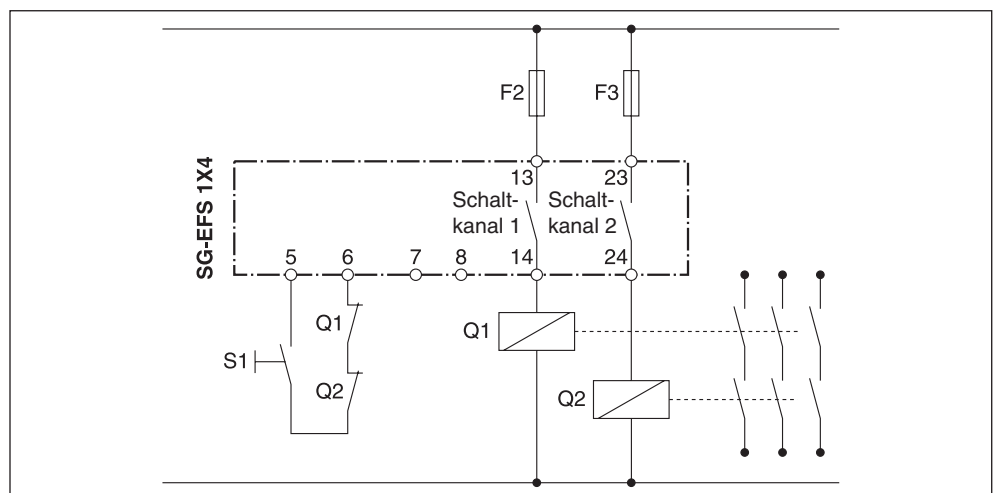 F2
F3
SG-EFS 1X4
13
23
Schalt-
kanal 1
Schalt-
kanal 2
5
6
7
8
14
24
Q1
Q1
S1
Q2
Q2